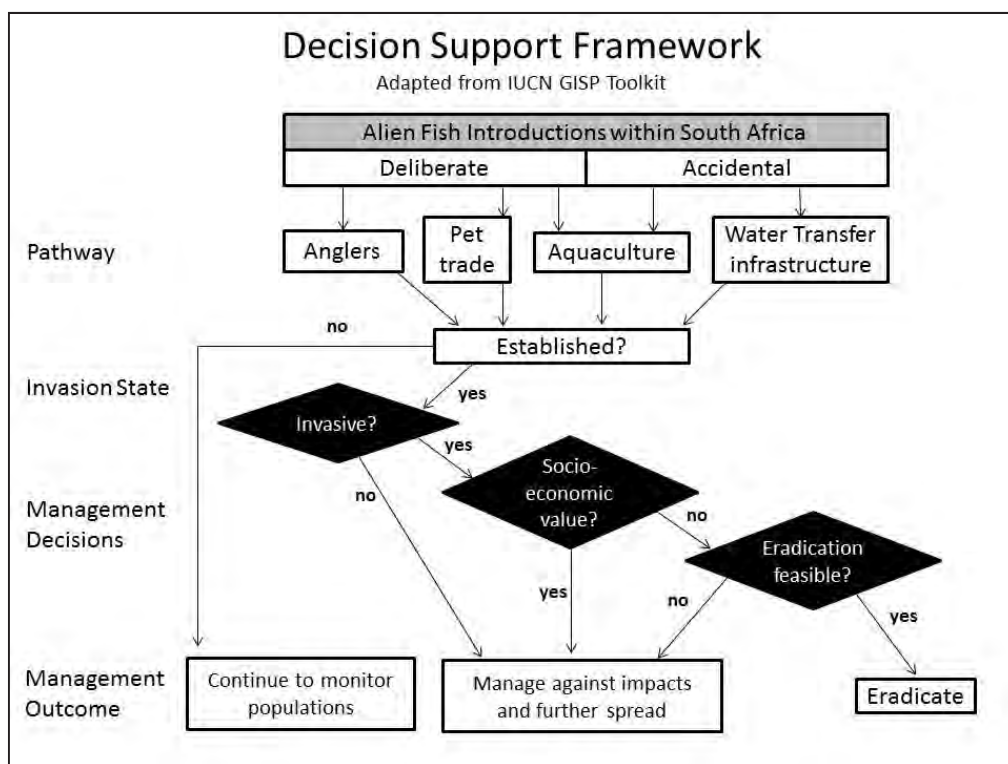 Decision Support Framework
Adapted from IUCN GISP Toolkit
Alien Fish Introductions within South Africa
Deliberate
Accidental
Pathway
Anglers
Pet
trade
Aquaculture
Water Transfer
infrastructure
no
Established?
Invasion State
yes
Invasive?
yes
no
Socio-
economic
value?
Management
Decisions
no
Eradication
feasible?
yes
no
yes
Management
Outcome
Continue to monitor
populations
Manage against impacts
and further spread
Eradicate